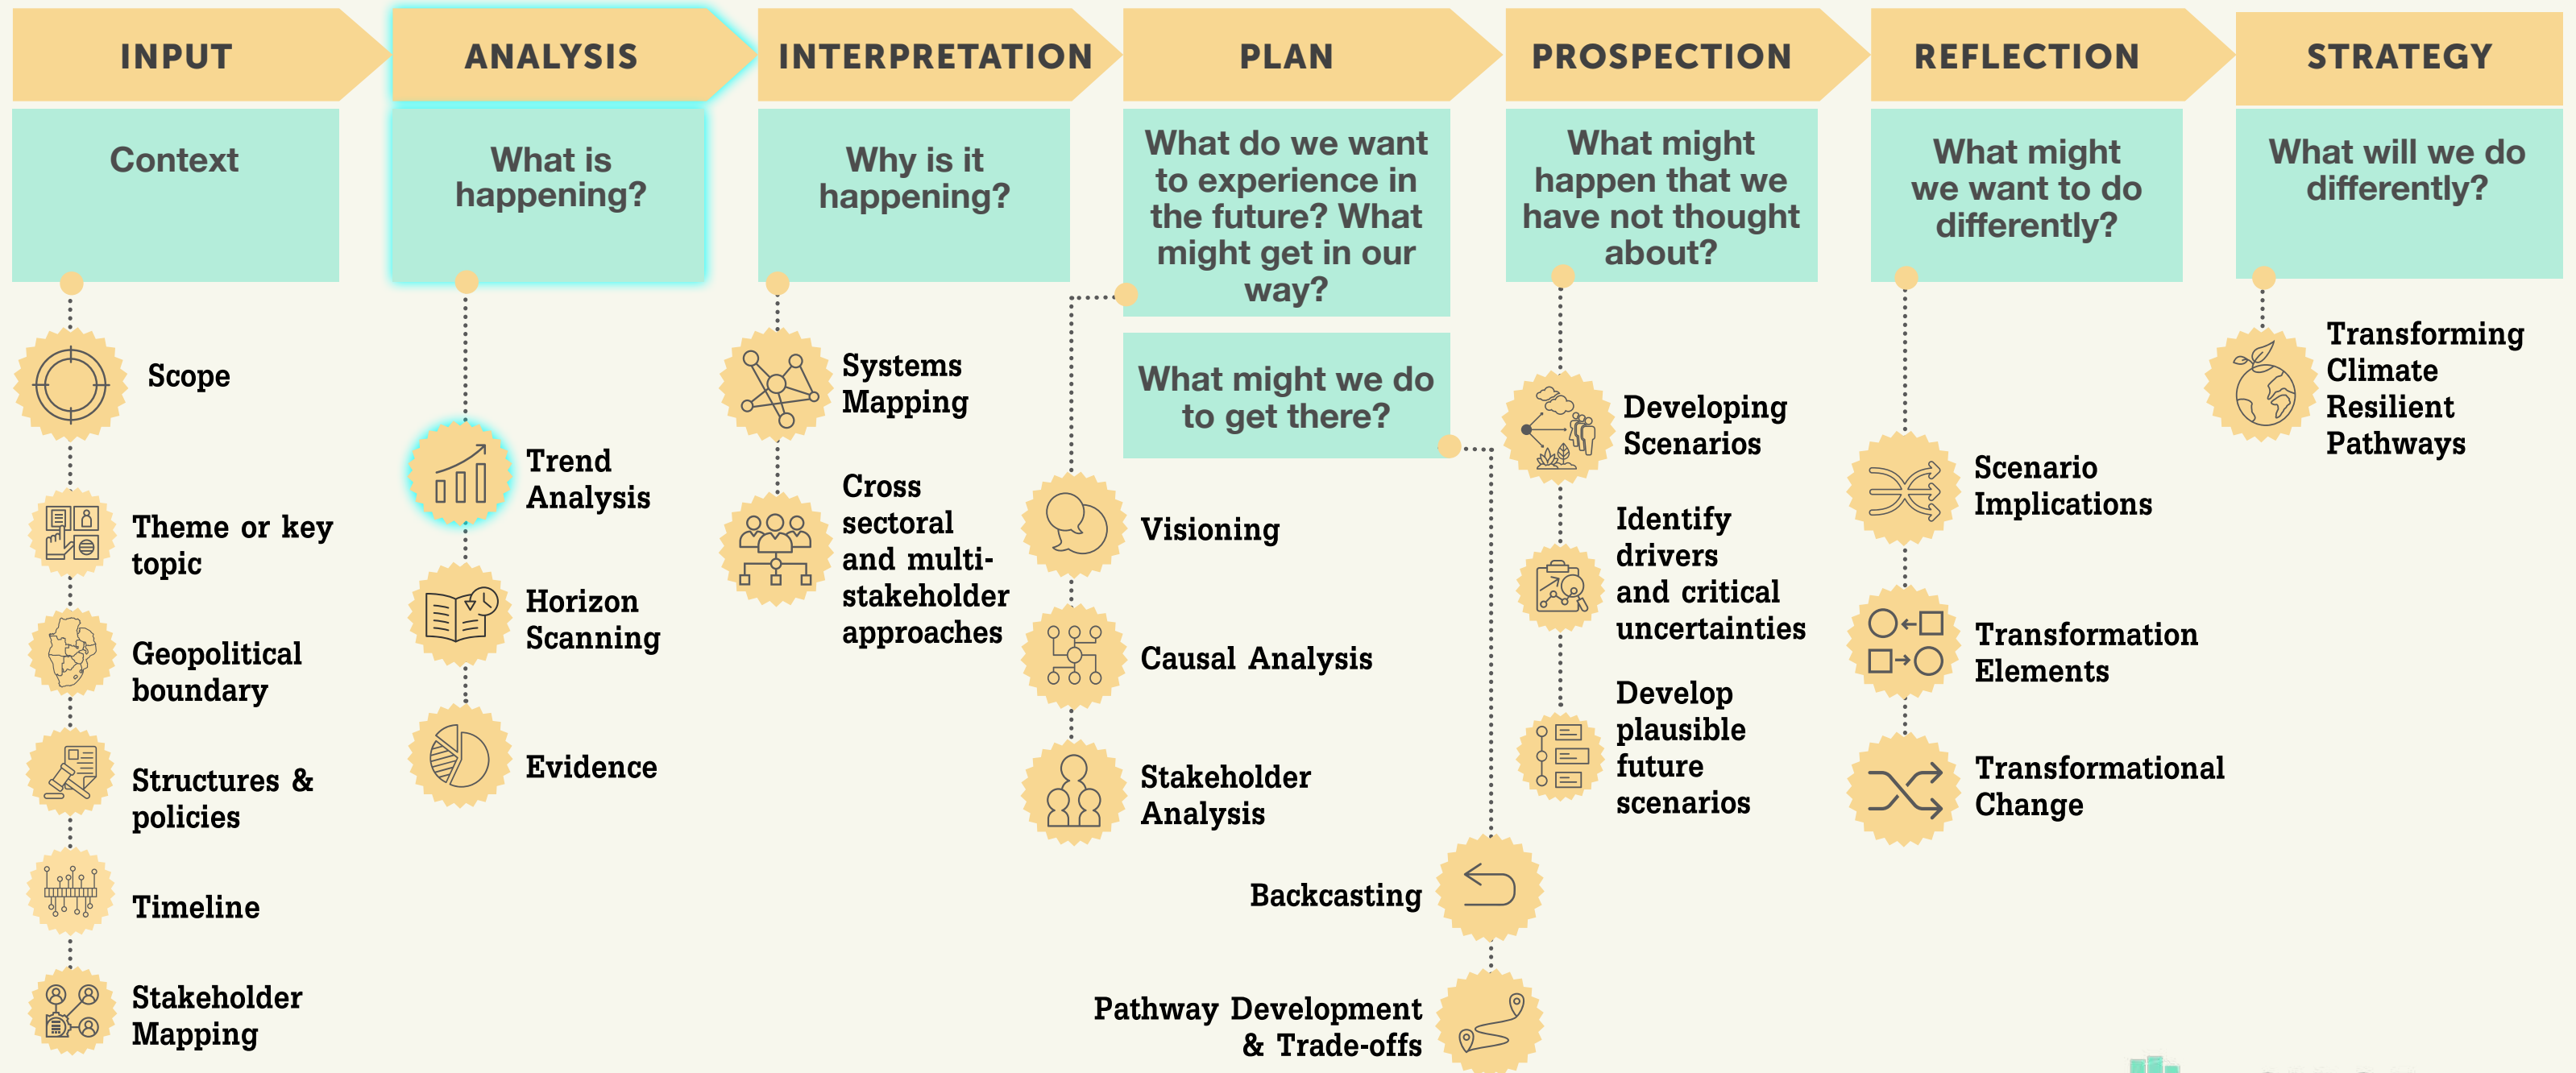 INPUT
ANALYSIS
INTERPRETATION
PLAN
PROSPECTION
REFLECTION
STRATEGY
Context
What is
happening?
Why is it
happening?
What do we want
to experience in
the future? What
might get in our
way?
What might we do
to get there?
What might
happen that we
have not thought
about?
What might
we want to do
differently?
What will we do
differently?
Scope
Theme or key
topic
Geopolitical
boundary
Structures &
policies
Timeline
Stakeholder
Mapping
Trend
Analysis
Horizon
Scanning
Evidence
Systems
Mapping
Cross
sectoral
and multi-
stakeholder
approaches
Visioning
Causal Analysis
Stakeholder
Analysis
Backcasting
Pathway Development
& Trade-offs
Developing
Scenarios
Identify
drivers
and critical
uncertainties
Develop
plausible
future
scenarios
Scenario
Implications
Transformation
Elements
Transformational
Change
Transforming
Climate
Resilient
Pathways